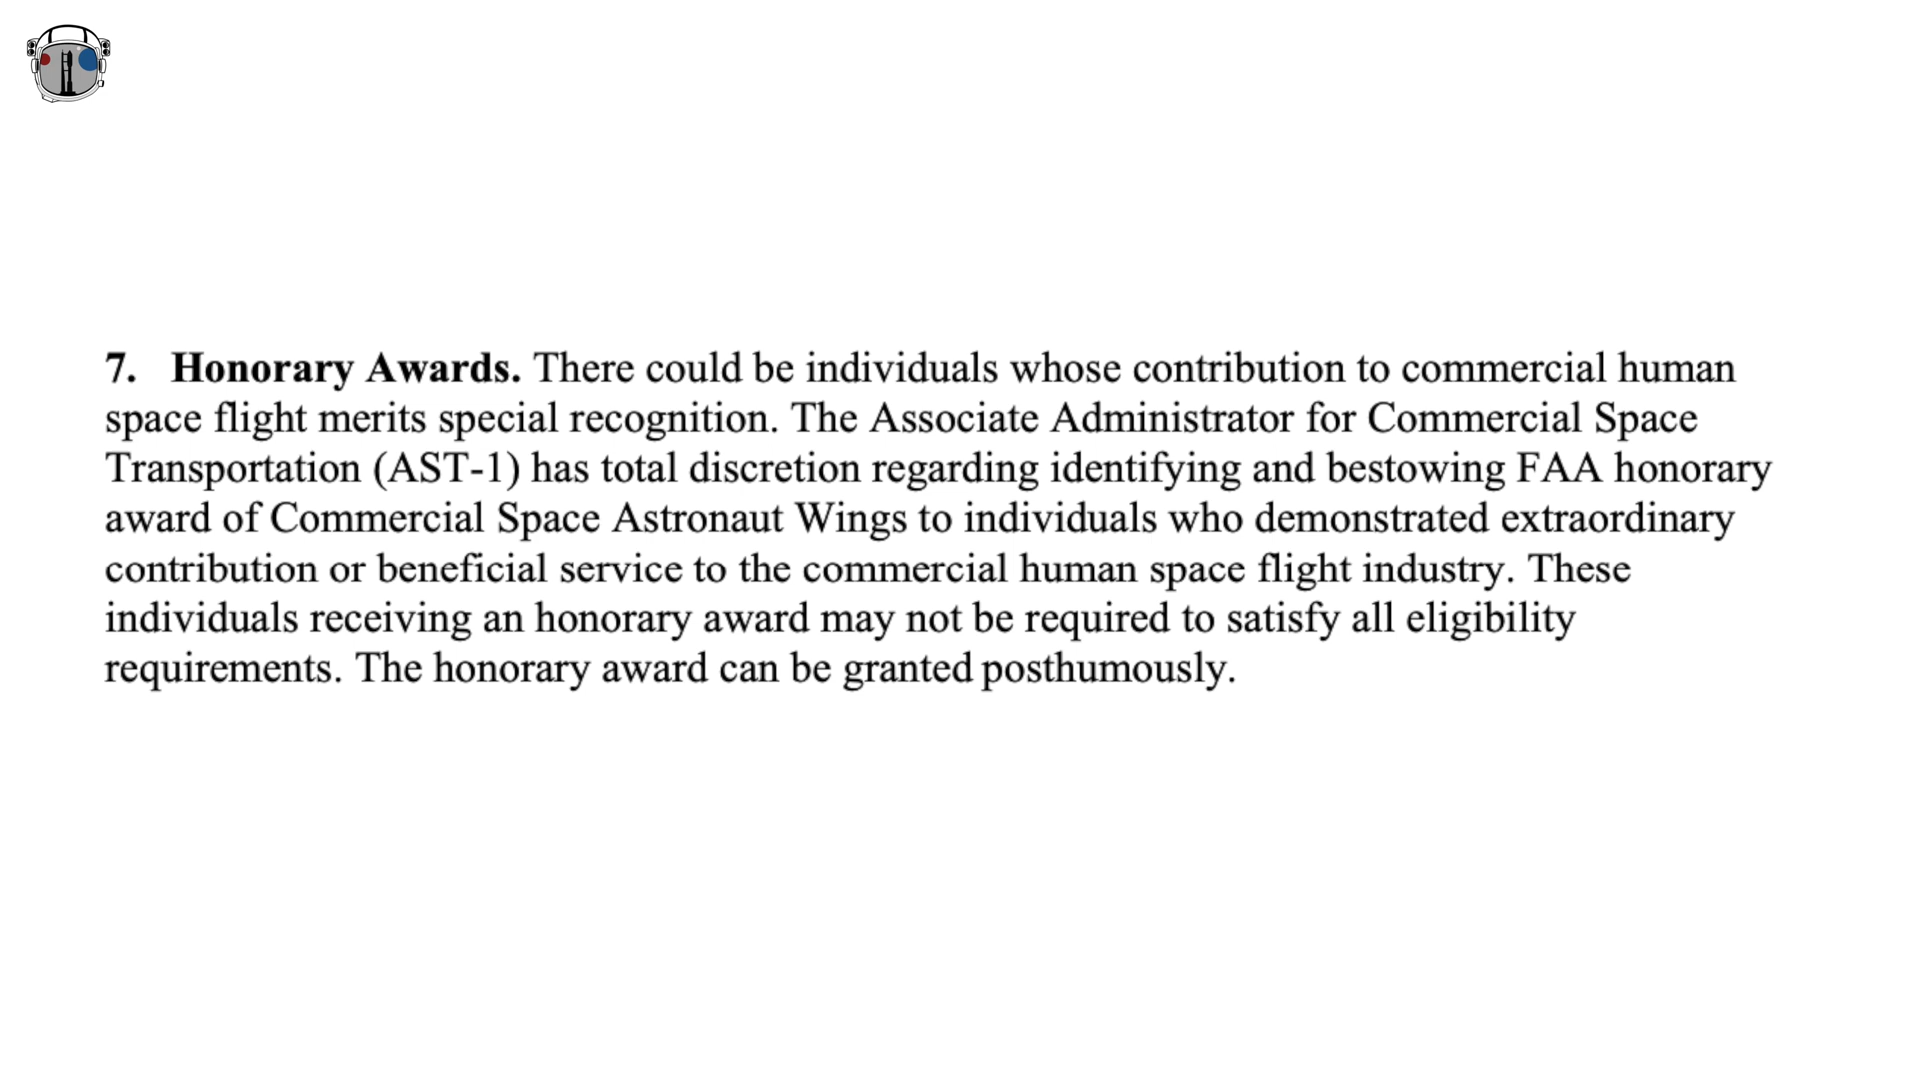 7. Honorary Awards. There could be individuals whose contribution to commercial human
space flight merits special recognition. The Associate Administrator for Commercial Space
Transportation (AST-1) has total discretion regarding identifying and bestowing FAA honorary
award of Commercial Space Astronaut Wings to individuals who demonstrated extraordinary
contribution or beneficial service to the commercial human space flight industry. These
individuals receiving an honorary award may not be required to satisfy all eligibility
requirements. The honorary award can be granted posthumously.